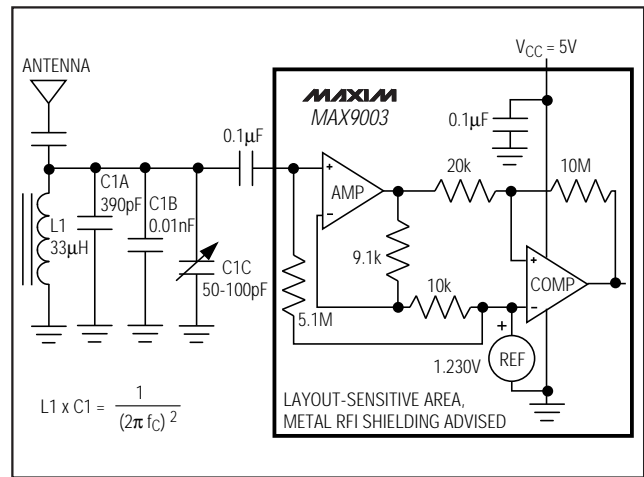 V_CC = 5V
ANTENNA
MAXIM
MAX9003
0.1µF
0.1µF
20k
10M
C1A
390pF
C1B
0.01nF
AMP
+
−
L1
33µH
C1C
50-100pF
9.1k
10k
5.1M
+
−
COMP
+
REF
1.230V
L1 x C1 = 1 / (2π f_C)²
LAYOUT-SENSITIVE AREA,
METAL RFI SHIELDING ADVISED